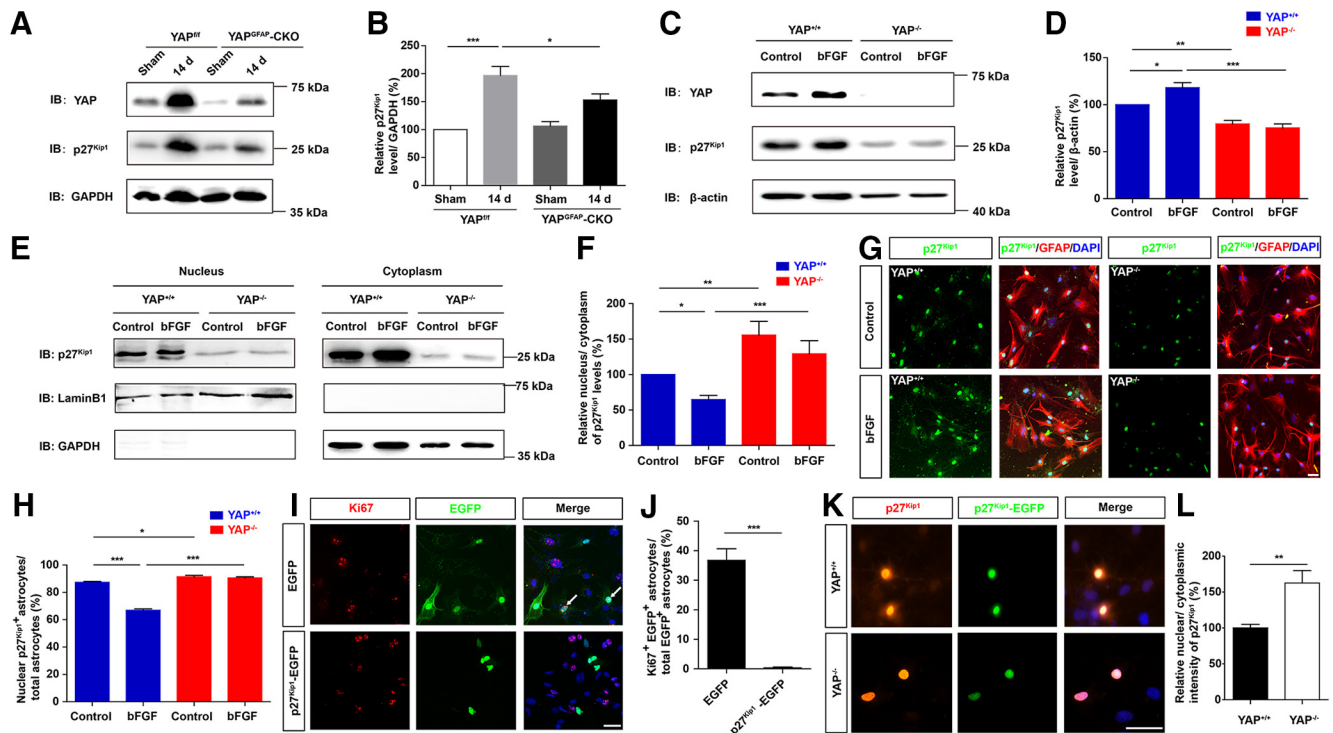 A
YAPf/f YAPGFAP-CKO
Sham 14 d Sham 14 d
75 kDa
IB: YAP
IB: p27Kip1
25 kDa
IB: GAPDH
35 kDa
B
Relative p27Kip1
level/ GAPDH (%)
250
200
150
100
50
0
***
*
Sham 14 d Sham 14 d
YAPf/f YAPGFAP-CKO
C
YAP+/+ YAP-/-
Control bFGF Control bFGF
75 kDa
IB: YAP
IB: p27Kip1
25 kDa
IB: β-actin
40 kDa
D
YAP+/+
YAP-/-
Relative p27Kip1
level/ β-actin (%)
150
100
50
0
**
*
***
Control bFGF Control bFGF
E
Nucleus Cytoplasm
YAP+/+ YAP-/- YAP+/+ YAP-/-
Control bFGF Control bFGF Control bFGF Control bFGF
IB: p27Kip1
25 kDa
75 kDa
IB: LaminB1
IB: GAPDH
35 kDa
F
YAP+/+
YAP-/-
Relative nucleus/ cytoplasm
of p27Kip1 levels (%)
200
150
100
50
0
**
*
***
Control bFGF Control bFGF
G
p27Kip1 p27Kip1/GFAP/DAPI p27Kip1 p27Kip1/GFAP/DAPI
Control
YAP+/+ YAP-/-
bFGF
YAP+/+ YAP-/-
H
YAP+/+
YAP-/-
Nuclear p27Kip1+ astrocytes/
total astrocytes (%)
100
80
60
40
20
0
*
***
***
Control bFGF Control bFGF
I
Ki67 EGFP Merge
EGFP
p27Kip1-EGFP
J
Ki67+ EGFP+ astrocytes/
total EGFP+ astrocytes (%)
50
40
30
20
10
0
***
EGFP
p27Kip1-EGFP
K
p27Kip1 p27Kip1-EGFP Merge
YAP+/+
YAP-/-
L
Relative nuclear/ cytoplasmic
intensity of p27Kip1 (%)
200
150
100
50
0
**
YAP+/+ YAP-/-